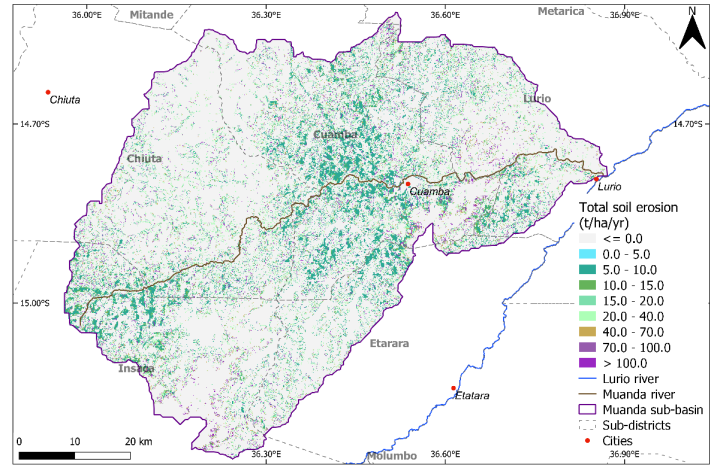 36.00°E
36.30°E
36.60°E
36.90°E
Mitande
Metarica
N
Chiuta
Lurio
14.70°S
14.70°S
Cuamba
Chiuta
Cuamba
Lurio
Total soil erosion
(t/ha/yr)
<= 0.0
0.0 - 5.0
5.0 - 10.0
10.0 - 15.0
15.0 - 20.0
20.0 - 40.0
40.0 - 70.0
70.0 - 100.0
> 100.0
Lurio river
Muanda river
Muanda sub-basin
Sub-districts
Cities
15.00°S
Etarara
Insaca
Etatara
0 10 20 km
Molumbo
36.30°E
36.60°E
36.90°E